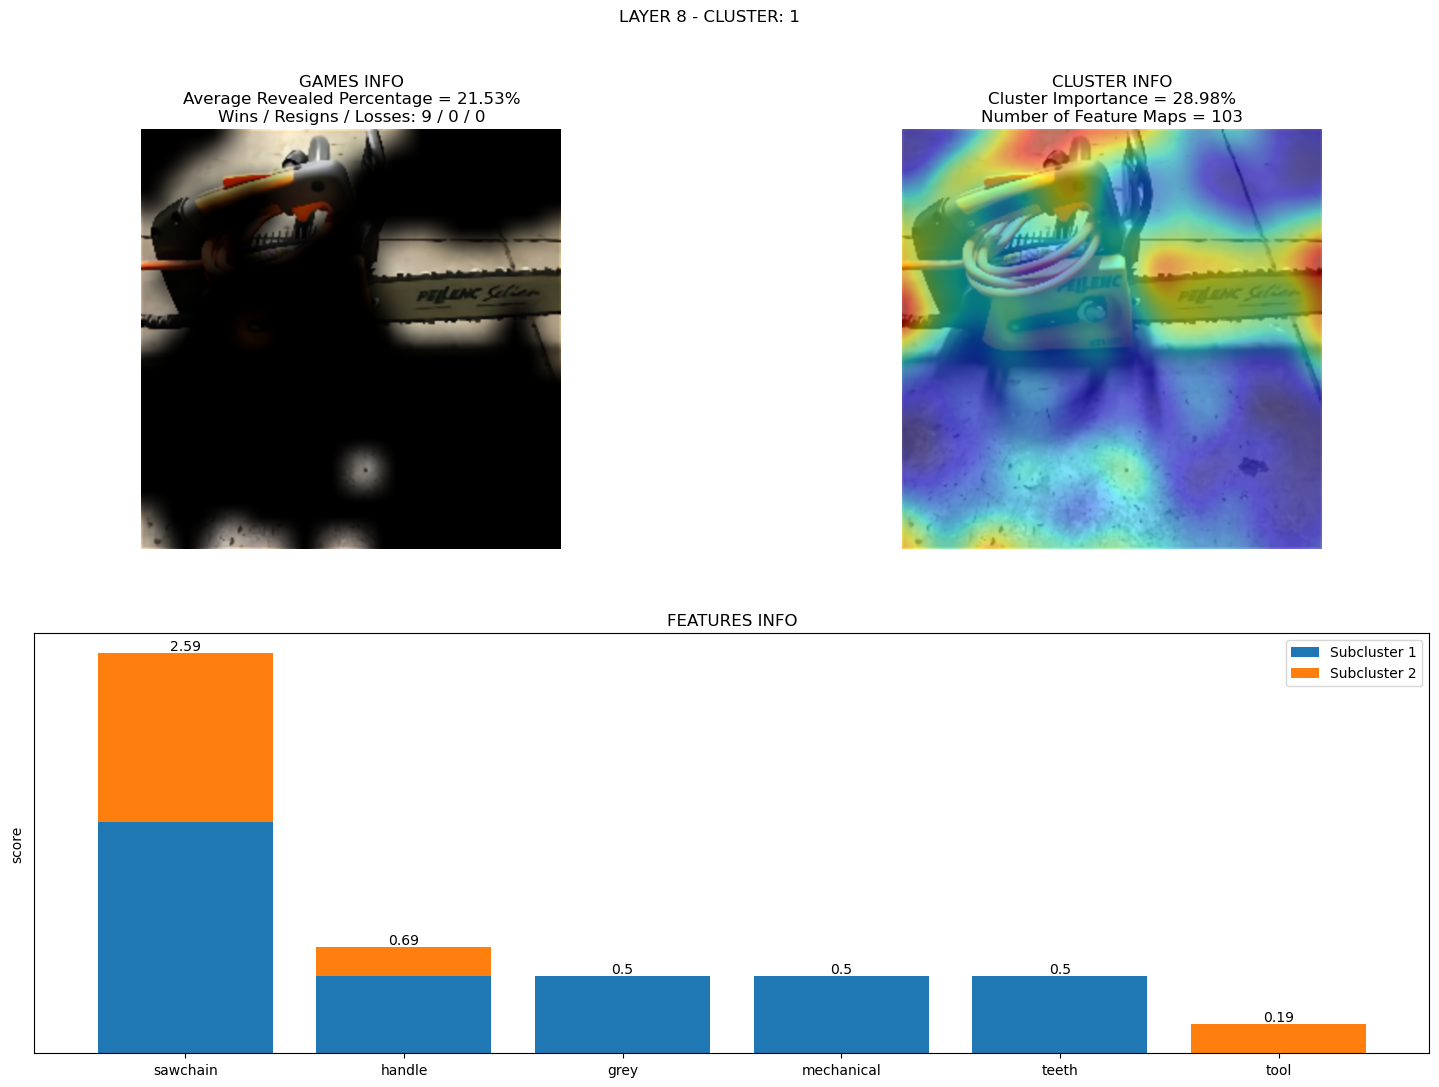 LAYER 8 - CLUSTER: 1
GAMES INFO
Average Revealed Percentage = 21.53%
Wins / Resigns / Losses: 9 / 0 / 0
CLUSTER INFO
Cluster Importance = 28.98%
Number of Feature Maps = 103
PELLENC Selion
PELLENC
PELLENC Selion
FEATURES INFO
Subcluster 1
Subcluster 2
2.59
0.69
0.5
0.5
0.5
0.19
score
sawchain
handle
grey
mechanical
teeth
tool